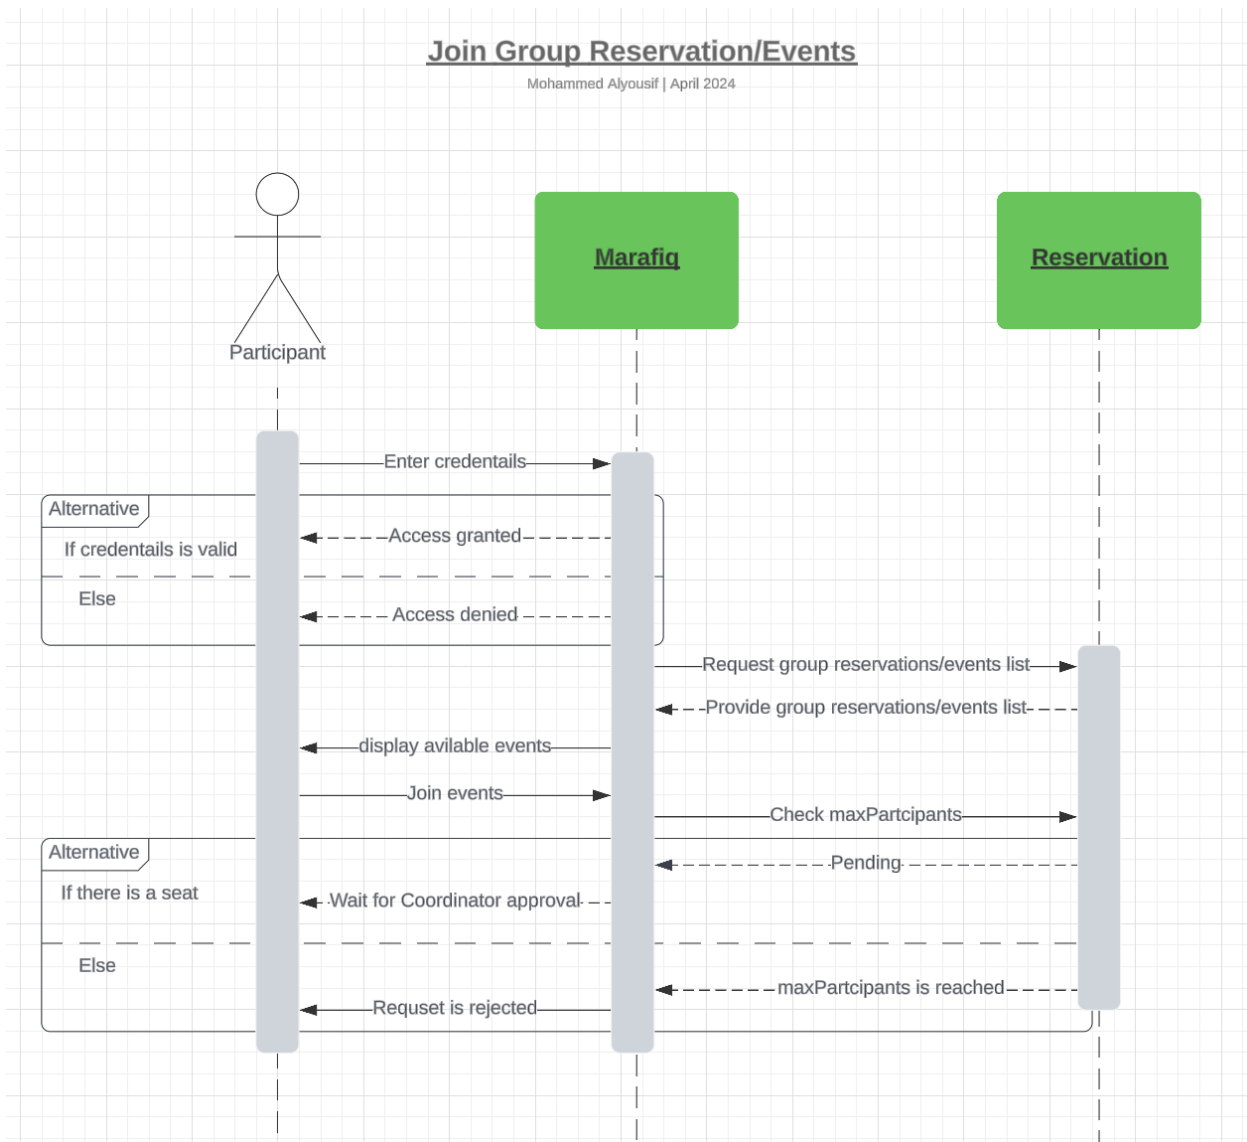 Join Group Reservation/Events
Mohammed Alyousif | April 2024
Marafiq
Reservation
Participant
Enter credentails
Alternative
Access granted
If credentails is valid
Else
Access denied
Request group reservations/events list
Provide group reservations/events list
display avilable events
Join events
Check maxPartcipants
Alternative
Pending
If there is a seat
Wait for Coordinator approval
Else
maxPartcipants is reached
Requset is rejected